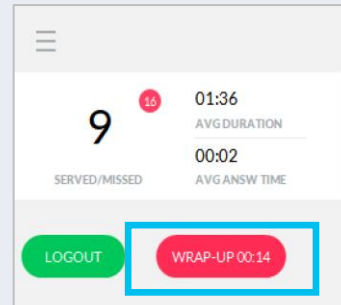 9
16
SERVED/MISSED
01:36
AVG DURATION
00:02
AVG ANSW TIME
LOGOUT
WRAP-UP 00:14